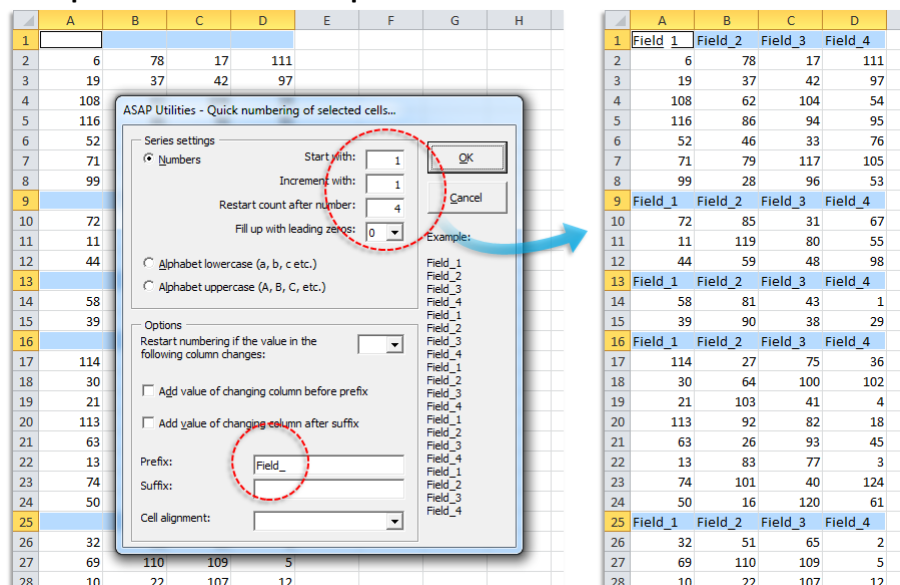 A B C D E F G H
1
2 6 78 17 111
3 19 37 42 97
4 108
5 116
6 52
7 71
8 99
9
10 72
11 11
12 44
13
14 58
15 39
16
17 114
18 30
19 21
20 113
21 63
22 13
23 74
24 50
25
26 32
27 69 110 109 5
28 10 22 107 12
ASAP Utilities - Quick numbering of selected cells...
Series settings
Numbers
Start with: 1
Increment with: 1
Restart count after number: 4
Fill up with leading zeros: 0
Alphabet lowercase (a, b, c etc.)
Alphabet uppercase (A, B, C, etc.)
Options
Restart numbering if the value in the
following column changes:
Add value of changing column before prefix
Add value of changing column after suffix
Prefix: Field_
Suffix:
Cell alignment:
OK
Cancel
Example:
Field_1
Field_2
Field_3
Field_4
Field_1
Field_2
Field_3
Field_4
Field_1
Field_2
Field_3
Field_4
Field_1
Field_2
Field_3
Field_4
Field_1
Field_2
Field_3
Field_4
A B C D
1 Field_1 Field_2 Field_3 Field_4
2 6 78 17 111
3 19 37 42 97
4 108 62 104 54
5 116 86 94 95
6 52 46 33 76
7 71 79 117 105
8 99 28 96 53
9 Field_1 Field_2 Field_3 Field_4
10 72 85 31 67
11 11 119 80 55
12 44 59 48 98
13 Field_1 Field_2 Field_3 Field_4
14 58 81 43 1
15 39 90 38 29
16 Field_1 Field_2 Field_3 Field_4
17 114 27 75 36
18 30 64 100 102
19 21 103 41 4
20 113 92 82 18
21 63 26 93 45
22 13 83 77 3
23 74 101 40 124
24 50 16 120 61
25 Field_1 Field_2 Field_3 Field_4
26 32 51 65 2
27 69 110 109 5
28 10 22 107 12